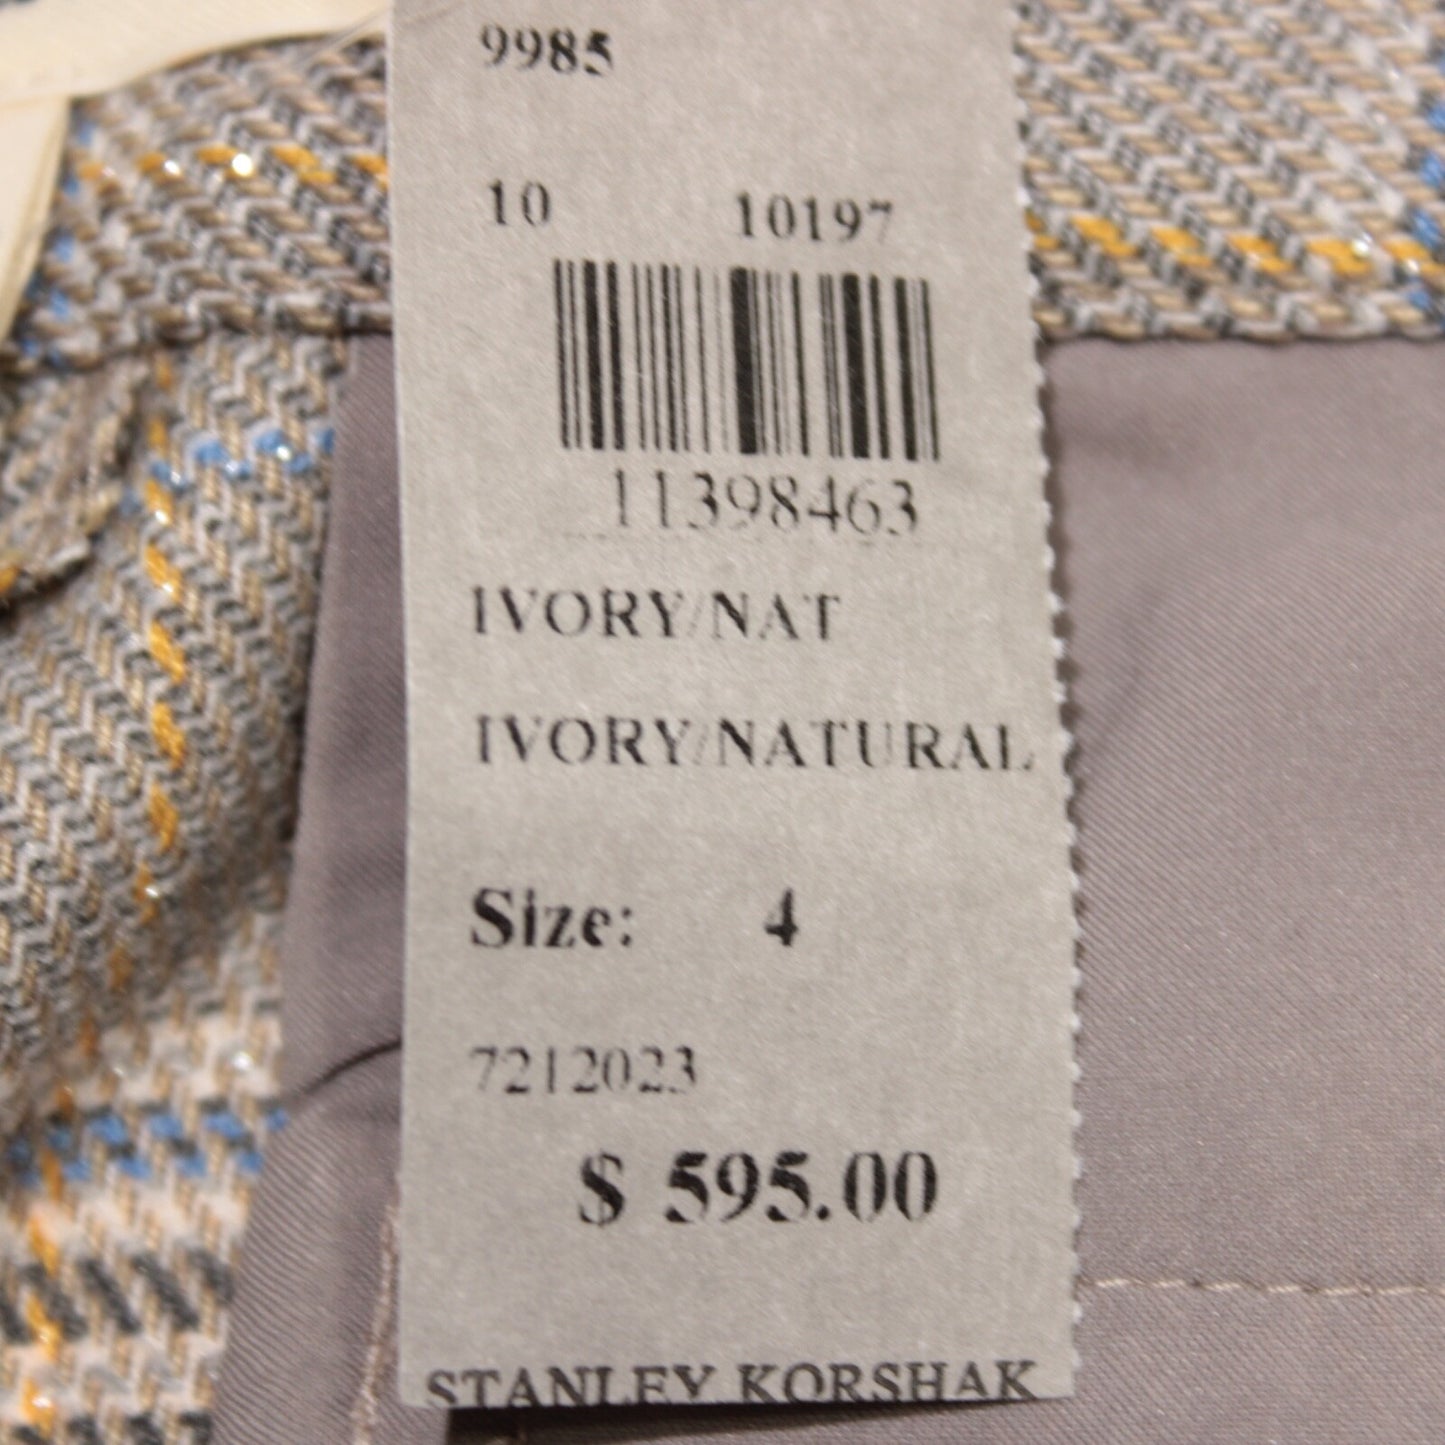 9985
10 10197
11398463
IVORY/NAT
IVORY/NATURAL
Size: 4
7212023
$ 595.00
STANLEY KORSHAK